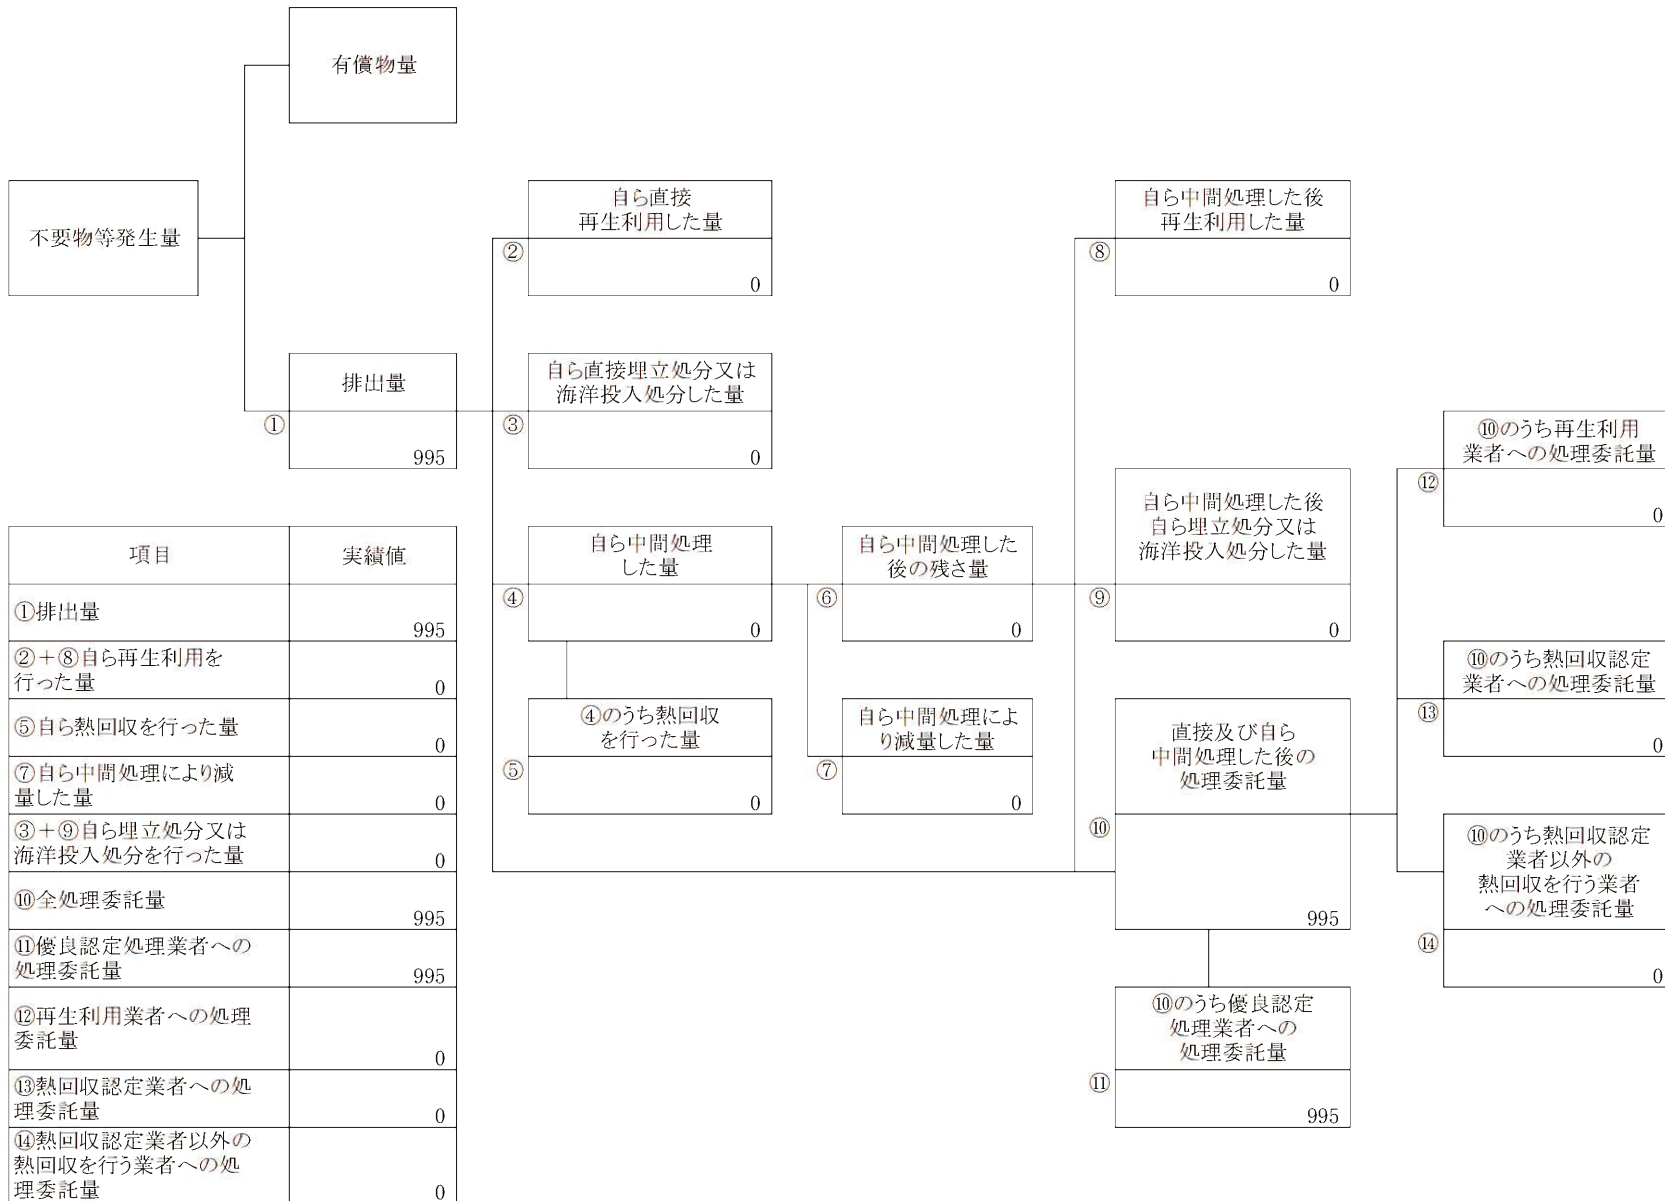 有償物量
不要物等発生量
自ら直接
再生利用した量
②
0
自ら中間処理した後
再生利用した量
⑧
0
排出量
①
995
自ら直接埋立処分又は
海洋投入処分した量
③
0
⑩のうち再生利用
業者への処理委託量
⑫
0
自ら中間処理
した量
④
0
自ら中間処理した
後の残さ量
⑥
0
自ら中間処理した後
自ら埋立処分又は
海洋投入処分した量
⑨
0
⑩のうち熱回収認定
業者への処理委託量
⑬
0
④のうち熱回収
を行った量
⑤
0
自ら中間処理によ
り減量した量
⑦
0
直接及び自ら
中間処理した後の
処理委託量
⑩
995
⑩のうち熱回収認定
業者以外の
熱回収を行う業者
への処理委託量
⑭
0
⑩のうち優良認定
処理業者への
処理委託量
⑪
995
項目
実績値
①排出量
995
②+⑧自ら再生利用を
行った量
0
⑤自ら熱回収を行った量
0
⑦自ら中間処理により減
量した量
0
③+⑨自ら埋立処分又は
海洋投入処分を行った量
0
⑩全処理委託量
995
⑪優良認定処理業者への
処理委託量
995
⑫再生利用業者への処理
委託量
0
⑬熱回収認定業者への処
理委託量
0
⑭熱回収認定業者以外の
熱回収を行う業者への処
理委託量
0